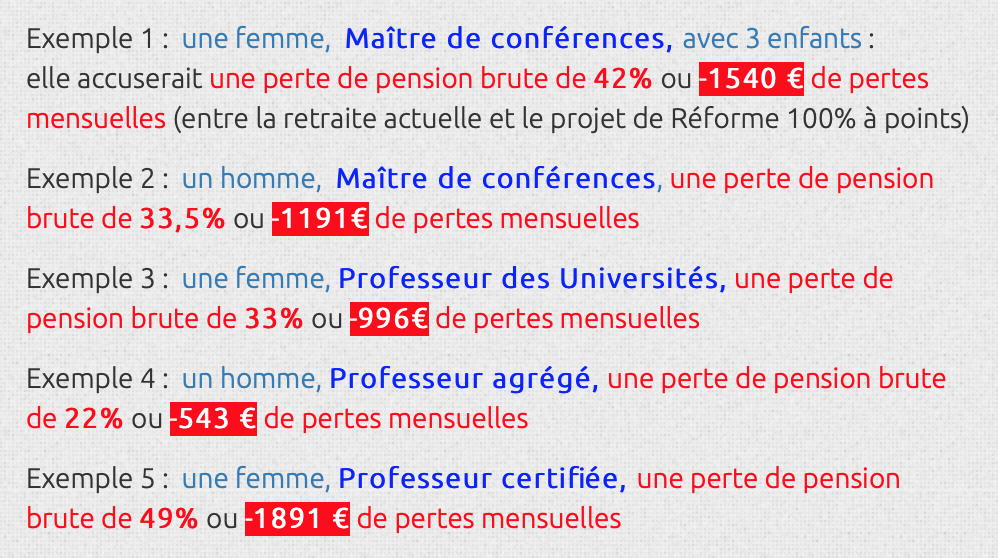 Exemple 1 : une femme, Maître de conférences, avec 3 enfants :
elle accuserait une perte de pension brute de 42% ou -1540 € de pertes
mensuelles (entre la retraite actuelle et le projet de Réforme 100% à points)
Exemple 2 : un homme, Maître de conférences, une perte de pension
brute de 33,5% ou -1191€ de pertes mensuelles
Exemple 3 : une femme, Professeur des Universités, une perte de
pension brute de 33% ou -996€ de pertes mensuelles
Exemple 4 : un homme, Professeur agrégé, une perte de pension brute
de 22% ou -543 € de pertes mensuelles
Exemple 5 : une femme, Professeur certifiée, une perte de pension
brute de 49% ou -1891 € de pertes mensuelles